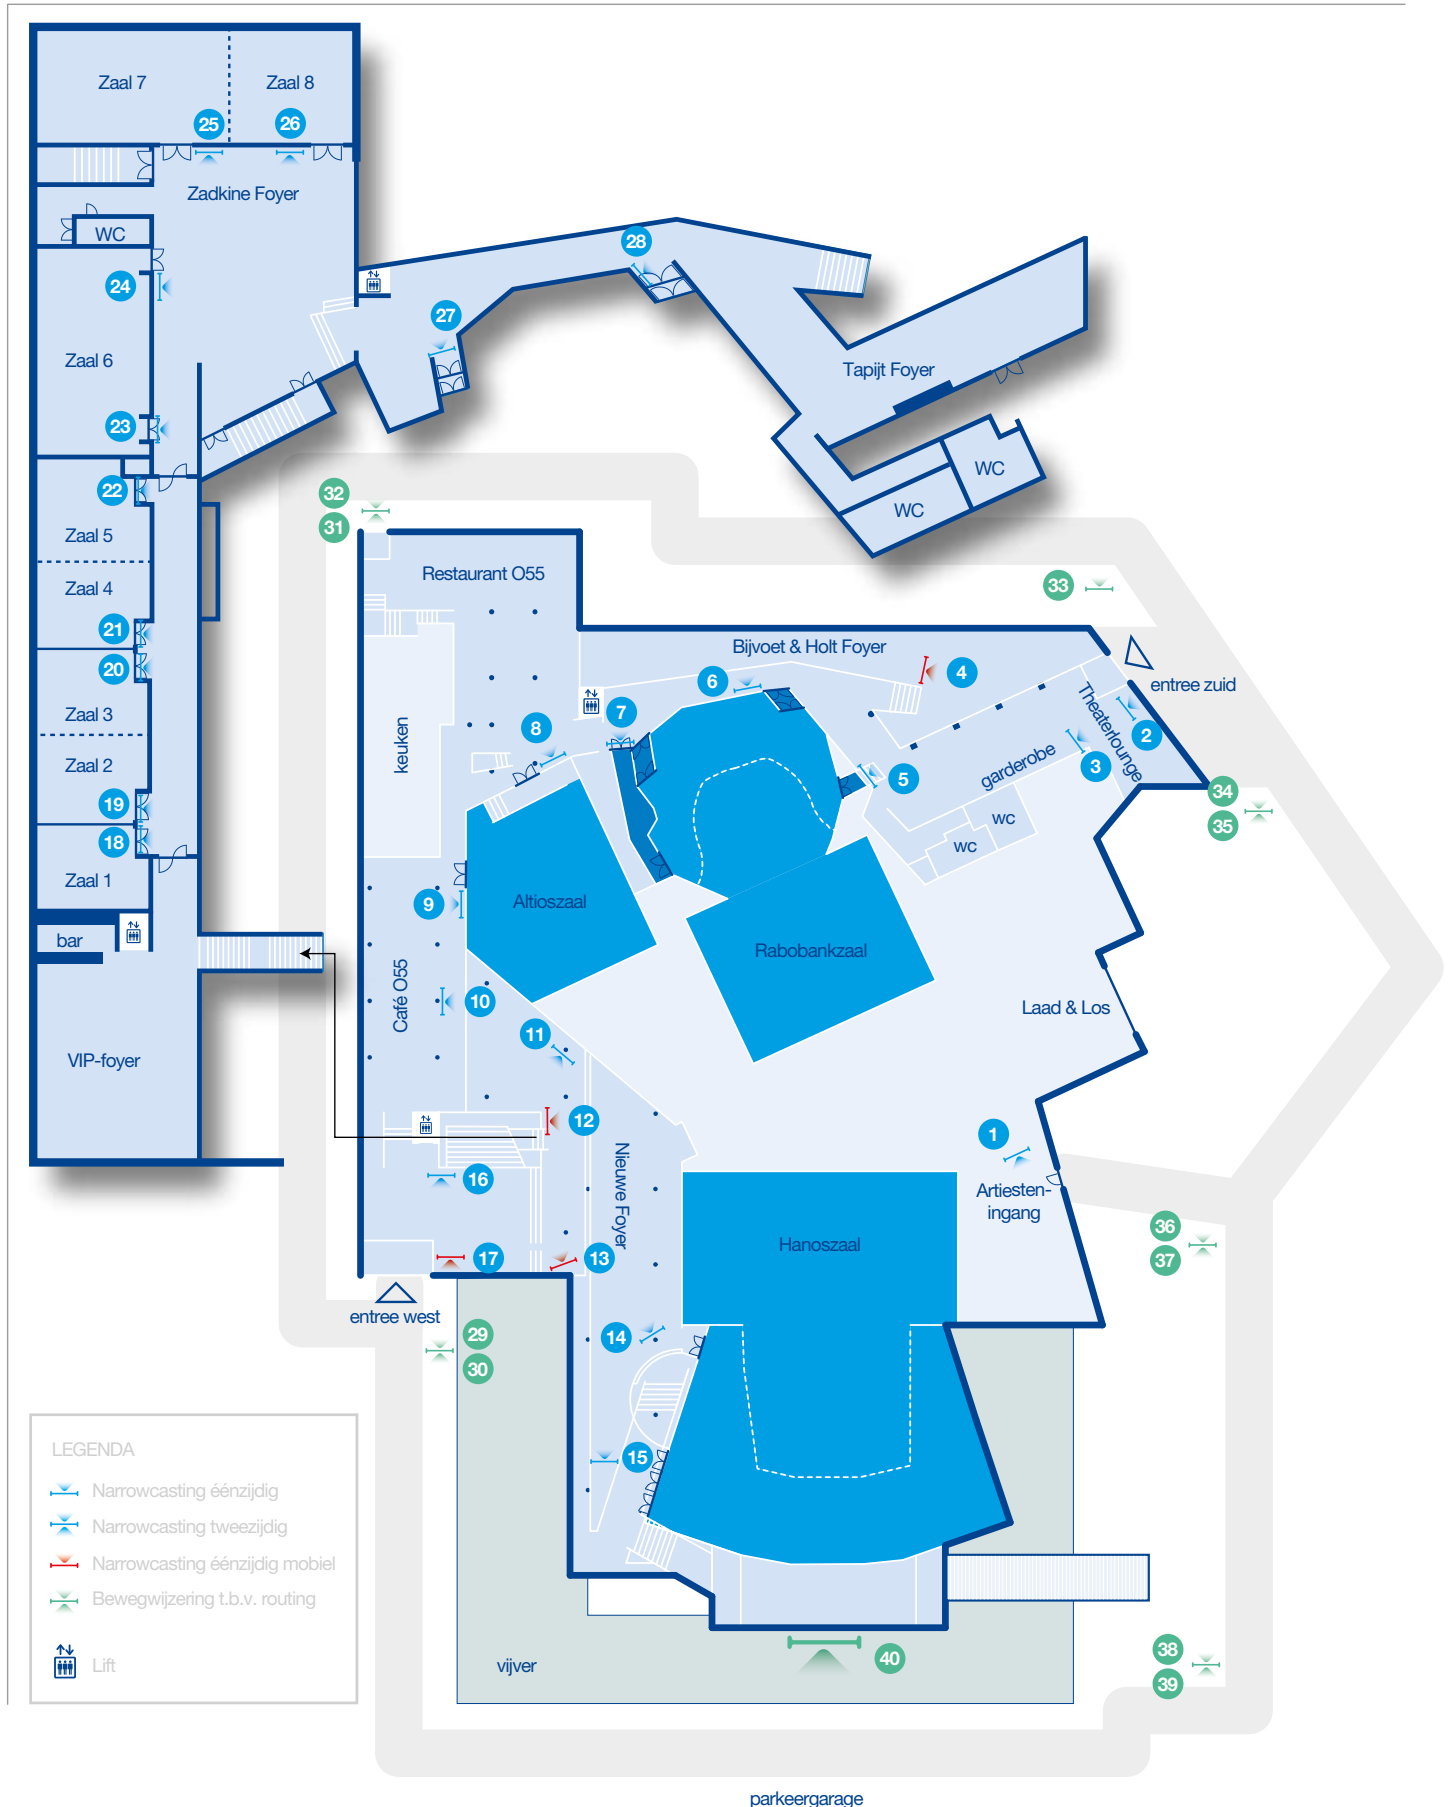 Zaal 7
Zaal 8
25
26
Zadkine Foyer
WC
28
24
27
Zaal 6
Tapijt Foyer
23
WC
22
32
WC
31
Zaal 5
Restaurant O55
Zaal 4
33
21
Bijvoet & Holt Foyer
20
4
6
entree zuid
Zaal 3
7
Theaterlounge
8
2
keuken
Zaal 2
garderobe
3
5
34
19
wc
35
18
wc
Zaal 1
Altioszaal
9
bar
Rabobankzaal
Café O55
10
Laad & Los
11
VIP-foyer
12
1
Nieuwe Foyer
16
Artiesten-
ingang
36
Hanoszaal
17
13
37
entree west
29
14
30
LEGENDA
15
Narrowcasting éénzijdig
Narrowcasting tweezijdig
Narrowcasting éénzijdig mobiel
Bewegwijzering t.b.v. routing
Lift
vijver
40
38
39
parkeergarage